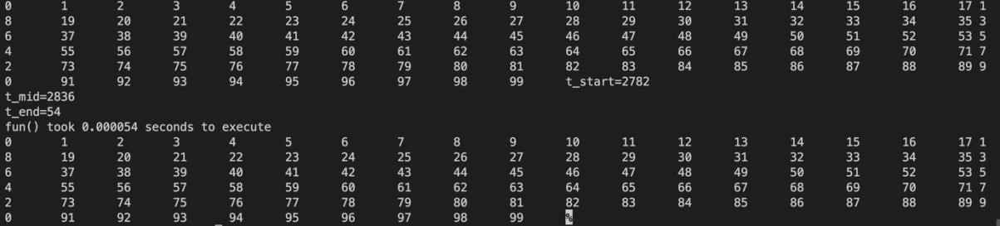 0 1 2 3 4 5 6 7 8 9 10 11 12 13 14 15 16 17 1
8 19 20 21 22 23 24 25 26 27 28 29 30 31 32 33 34 35 3
6 37 38 39 40 41 42 43 44 45 46 47 48 49 50 51 52 53 5
4 55 56 57 58 59 60 61 62 63 64 65 66 67 68 69 70 71 7
2 73 74 75 76 77 78 79 80 81 82 83 84 85 86 87 88 89 9
0 91 92 93 94 95 96 97 98 99 t_start=2782
t_mid=2836
t_end=54
fun() took 0.000054 seconds to execute
0 1 2 3 4 5 6 7 8 9 10 11 12 13 14 15 16 17 1
8 19 20 21 22 23 24 25 26 27 28 29 30 31 32 33 34 35 3
6 37 38 39 40 41 42 43 44 45 46 47 48 49 50 51 52 53 5
4 55 56 57 58 59 60 61 62 63 64 65 66 67 68 69 70 71 7
2 73 74 75 76 77 78 79 80 81 82 83 84 85 86 87 88 89 9
0 91 92 93 _ 94 95 96 97 98 99 %